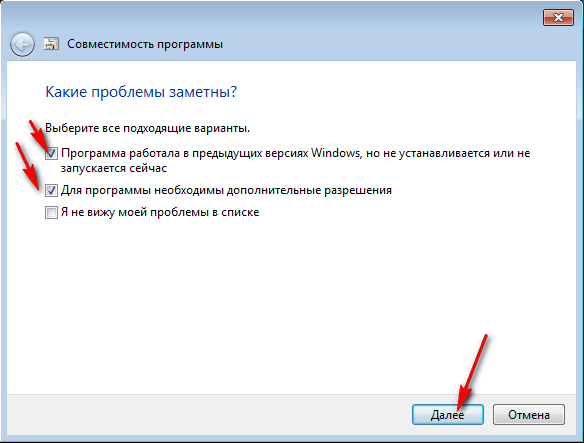 Совместимость программы
Какие проблемы заметны?
Выберите все подходящие варианты.
Программа работала в предыдущих версиях Windows, но не устанавливается или не
запускается сейчас
Для программы необходимы дополнительные разрешения
Я не вижу моей проблемы в списке
Далее Отмена